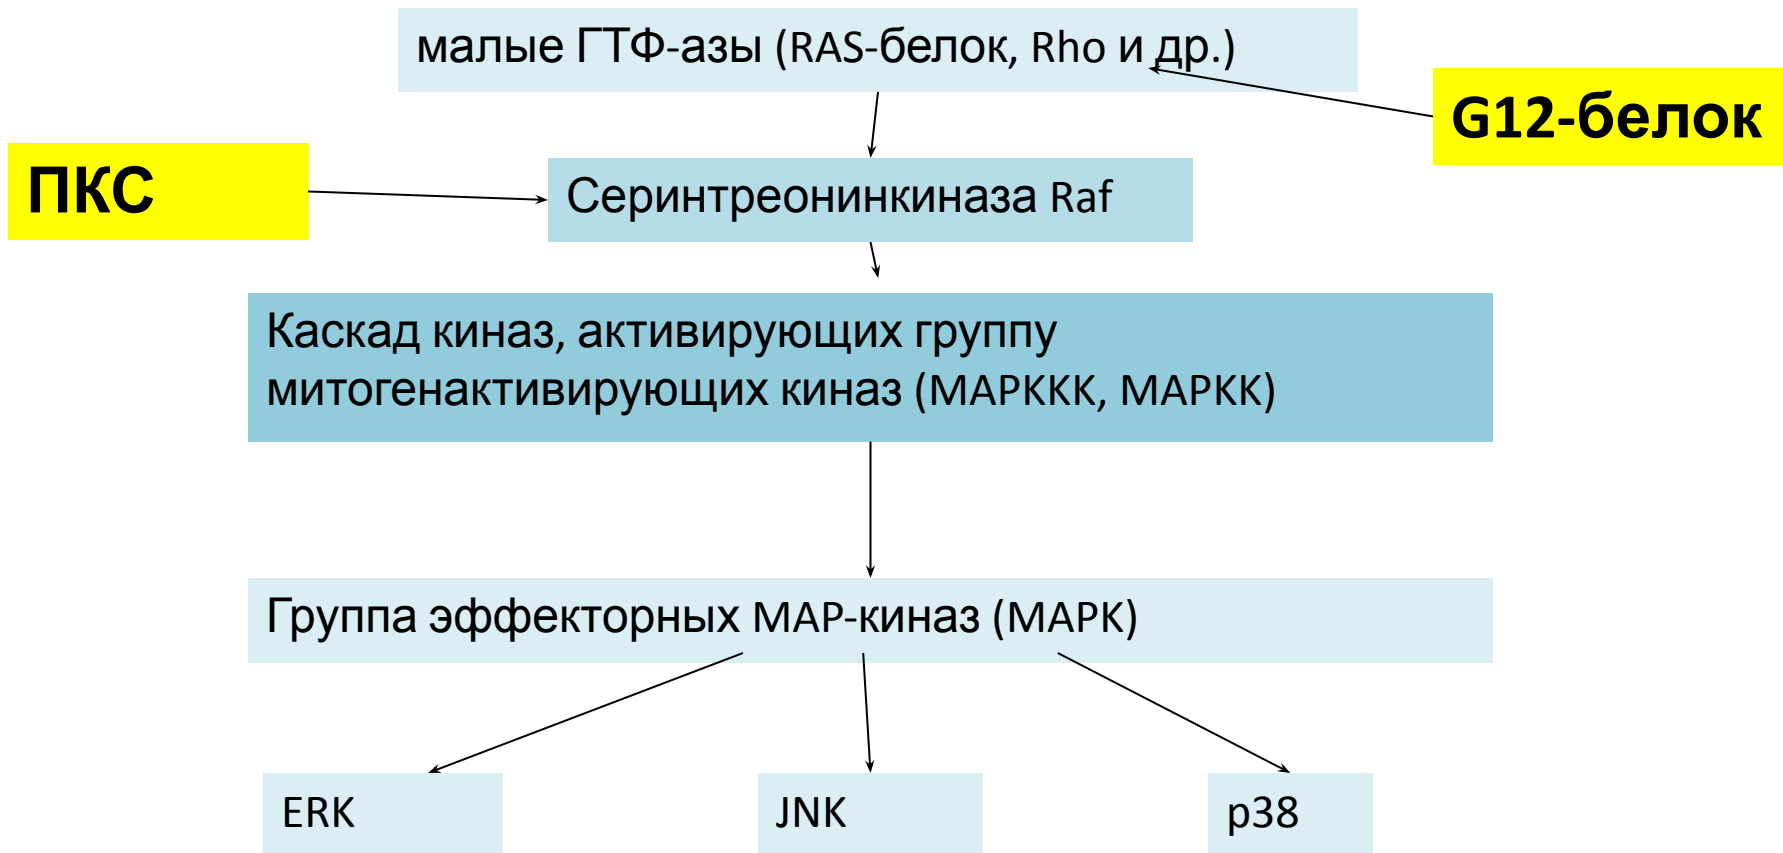 малые ГТФ-азы (RAS-белок, Rho и др.)
G12-белок
ПКС
Серинтреонинкиназа Raf
Каскад киназ, активирующих группу
митогенактивирующих киназ (MAPKKK, MAPKK)
Группа эффекторных MAP-киназ (MAPK)
ERK
JNK
p38